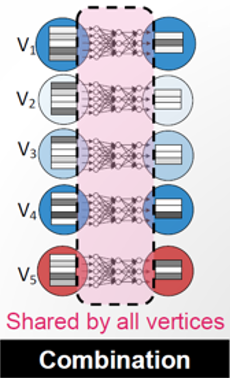 V₁
V₂
V₃
V₄
V₅
Shared by all vertices
Combination